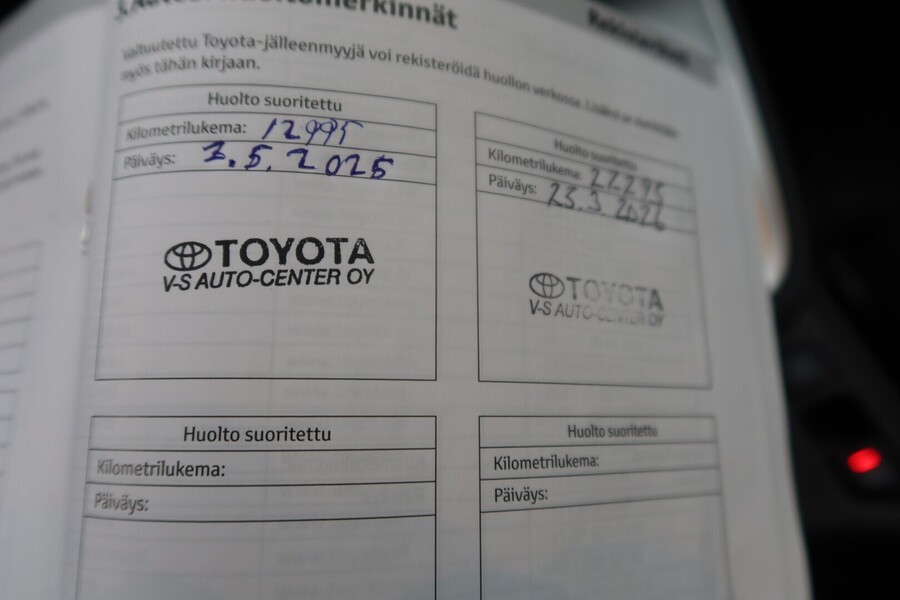 huoltomerkinnät
Valtuutettu Toyota-jälleenmyyjä voi rekisteröidä huollon verkossa.
myös tähän kirjaan.
Huolto suoritettu
Kilometrilukema: 12995
Päiväys: 2.5.2025
TOYOTA
V-S AUTO-CENTER OY
Huolto suoritettu
Kilometrilukema: 22295
Päiväys: 23.3 2026
TOYOTA
V-S AUTO-CENTER OY
Huolto suoritettu
Kilometrilukema:
Päiväys:
Huolto suoritettu
Kilometrilukema:
Päiväys: